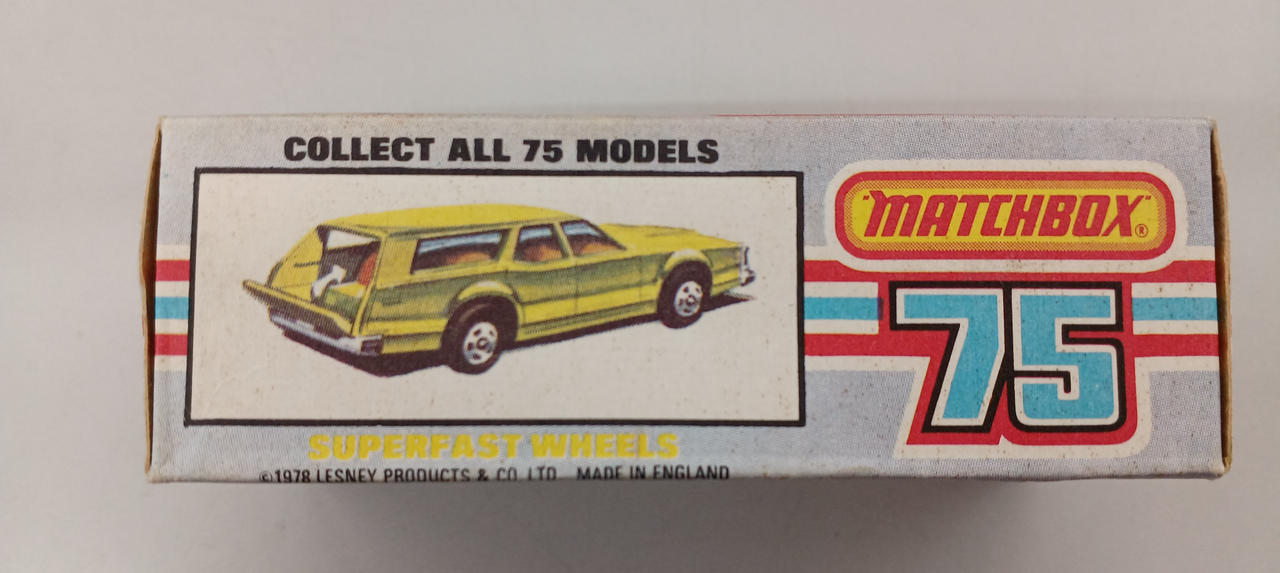 COLLECT ALL 75 MODELS
"MATCHBOX"®
75
SUPERFAST WHEELS
©1978 LESNEY PRODUCTS & CO. LTD. MADE IN ENGLAND